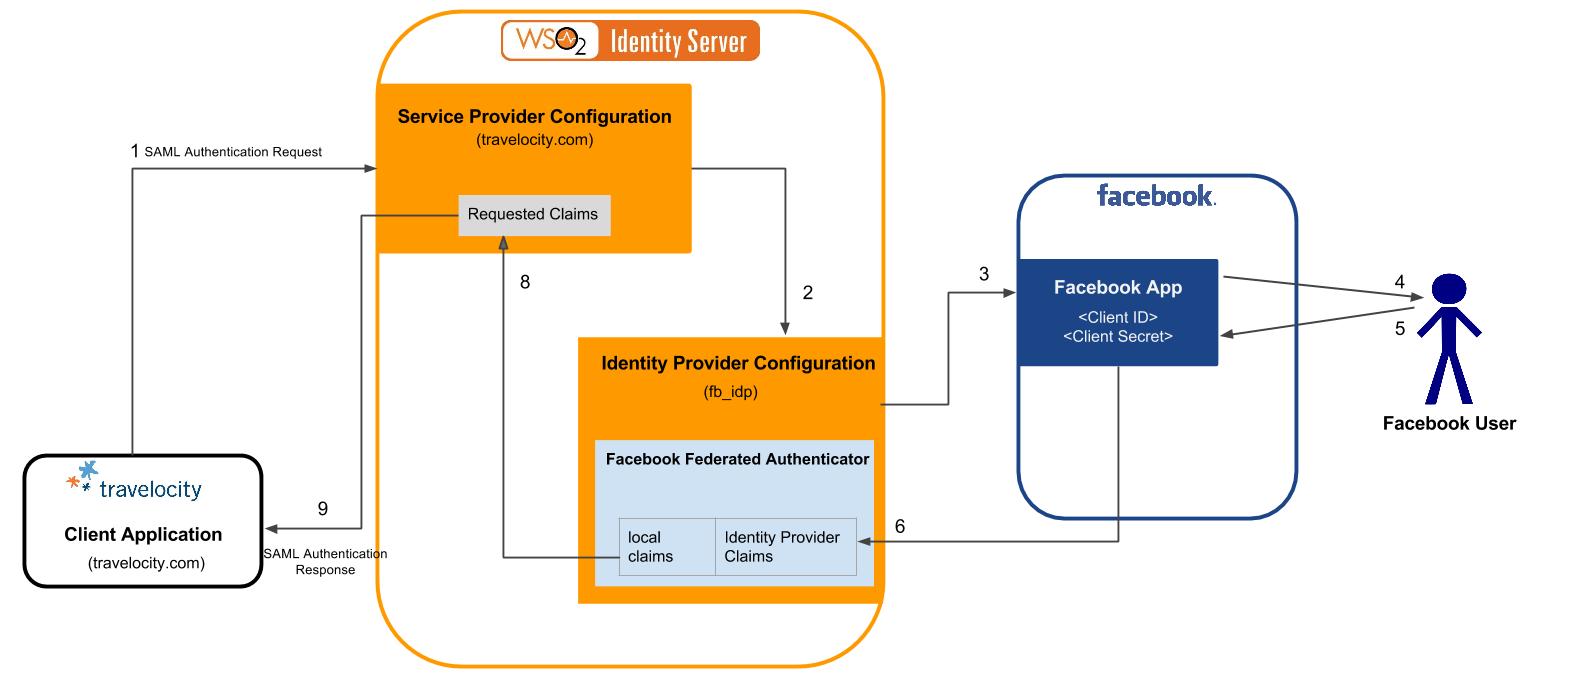 WSO2 Identity Server
Service Provider Configuration
(travelocity.com)
1 SAML Authentication Request
Requested Claims
facebook.
8
2
3
Facebook App
<Client ID>
<Client Secret>
4
5
Facebook User
Identity Provider Configuration
(fb_idp)
Facebook Federated Authenticator
local
claims
Identity Provider
Claims
6
travelocity
Client Application
(travelocity.com)
9
SAML Authentication
Response